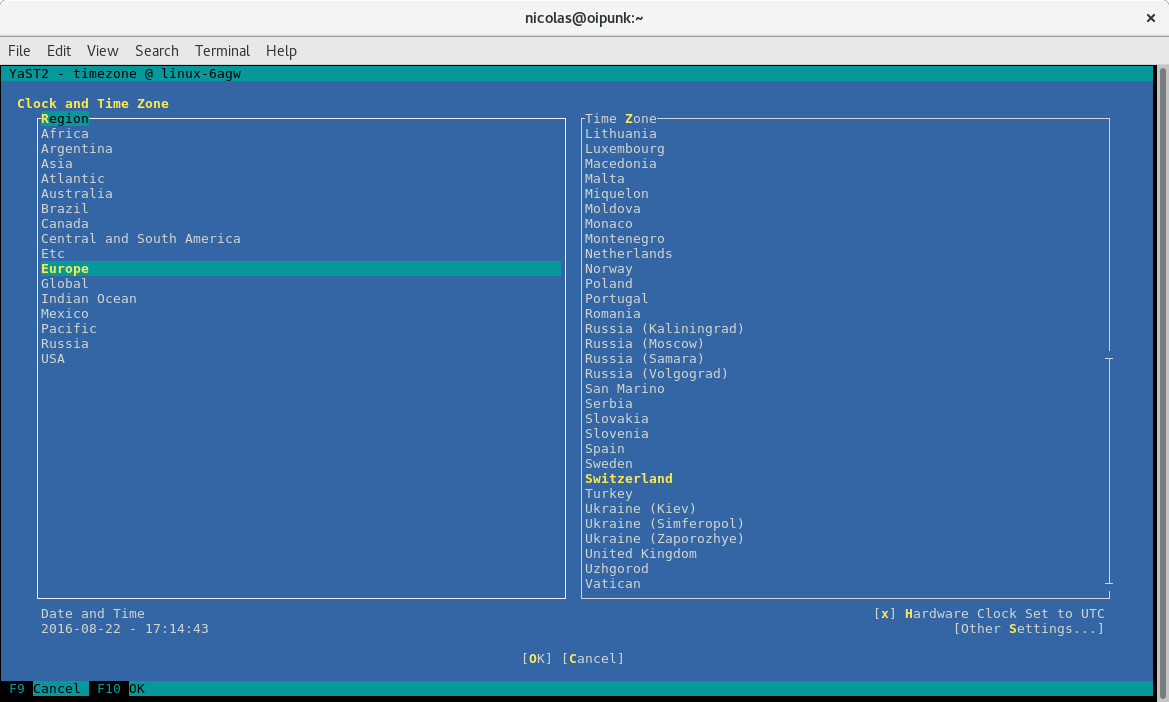 nicolas@oipunk:~
File Edit View Search Terminal Help
YaST2 - timezone @ linux-6agw
Clock and Time Zone
Region
Africa
Argentina
Asia
Atlantic
Australia
Brazil
Canada
Central and South America
Etc
Europe
Global
Indian Ocean
Mexico
Pacific
Russia
USA
Time Zone
Lithuania
Luxembourg
Macedonia
Malta
Miquelon
Moldova
Monaco
Montenegro
Netherlands
Norway
Poland
Portugal
Romania
Russia (Kaliningrad)
Russia (Moscow)
Russia (Samara)
Russia (Volgograd)
San Marino
Serbia
Slovakia
Slovenia
Spain
Sweden
Switzerland
Turkey
Ukraine (Kiev)
Ukraine (Simferopol)
Ukraine (Zaporozhye)
United Kingdom
Uzhgorod
Vatican
Date and Time
2016-08-22 - 17:14:43
[x] Hardware Clock Set to UTC
[Other Settings...]
[OK] [Cancel]
F9 Cancel F10 OK